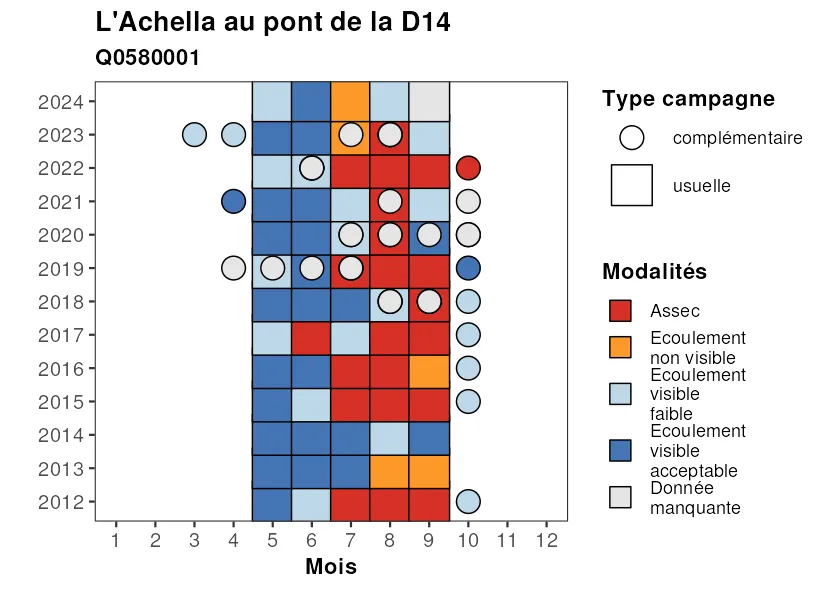 L'Achella au pont de la D14
Q0580001
2024
2023
2022
2021
2020
2019
2018
2017
2016
2015
2014
2013
2012
1 2 3 4 5 6 7 8 9 10 11 12
Mois
Type campagne
complémentaire
usuelle
Modalités
Assec
Ecoulement
non visible
Ecoulement
visible
faible
Ecoulement
visible
acceptable
Donnée
manquante